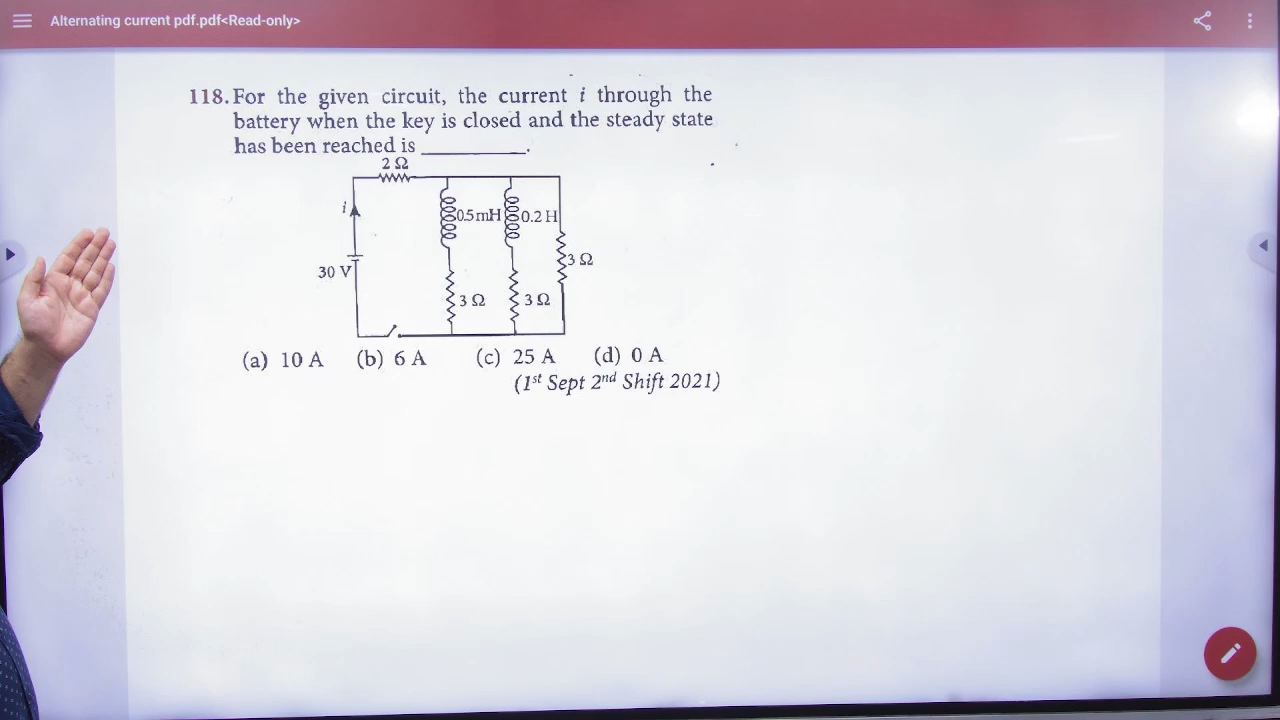 Alternating current pdf.pdf<Read-only>
118. For the given circuit, the current i through the
battery when the key is closed and the steady state
has been reached is __________.
2 Ω
i
0.5 mH
0.2 H
3 Ω
30 V
3 Ω
3 Ω
(a) 10 A (b) 6 A (c) 25 A (d) 0 A
(1st Sept 2nd Shift 2021)